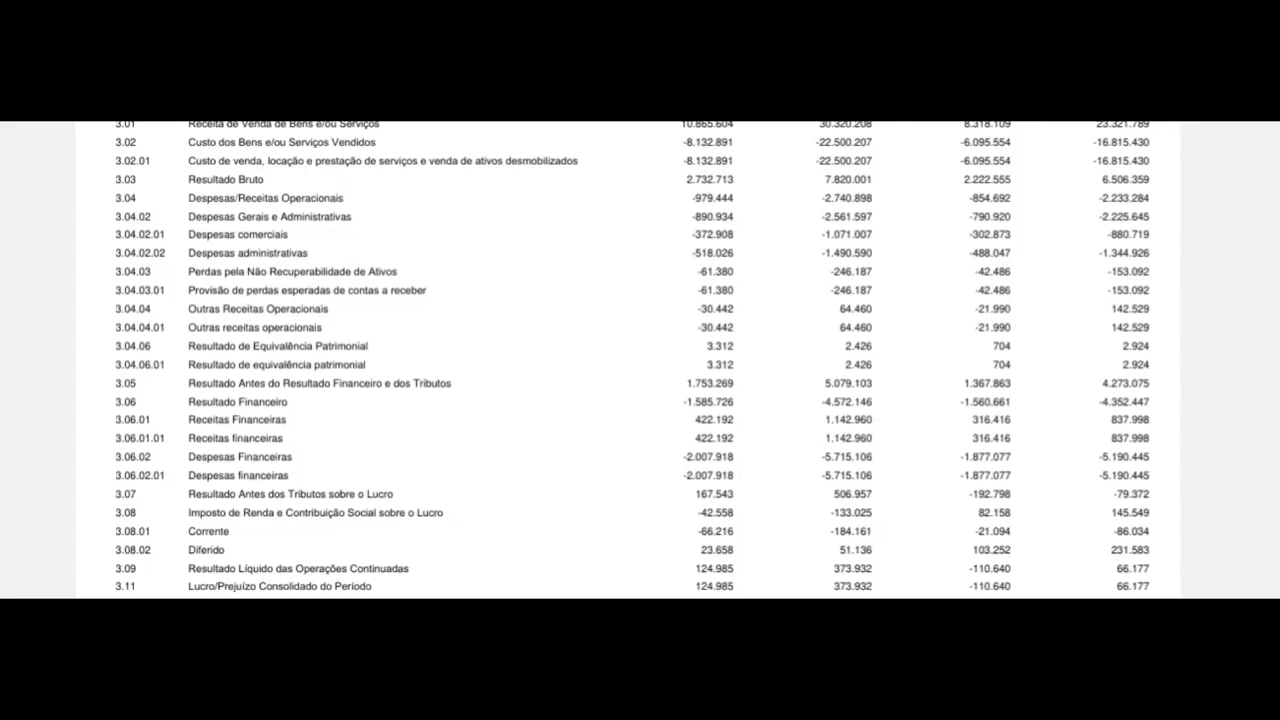 3.01 Receita de Venda de Bens e/ou Serviços 10.865.604 30.320.208 8.318.109 23.321.789
3.02 Custo dos Bens e/ou Serviços Vendidos -8.132.891 -22.500.207 -6.095.554 -16.815.430
3.02.01 Custo de venda, locação e prestação de serviços e venda de ativos desmobilizados -8.132.891 -22.500.207 -6.095.554 -16.815.430
3.03 Resultado Bruto 2.732.713 7.820.001 2.222.555 6.506.359
3.04 Despesas/Receitas Operacionais -979.444 -2.740.898 -854.692 -2.233.284
3.04.02 Despesas Gerais e Administrativas -890.934 -2.561.597 -790.920 -2.225.645
3.04.02.01 Despesas comerciais -372.908 -1.071.007 -302.873 -880.719
3.04.02.02 Despesas administrativas -518.026 -1.490.590 -488.047 -1.344.926
3.04.03 Perdas pela Não Recuperabilidade de Ativos -61.380 -246.187 -42.486 -153.092
3.04.03.01 Provisão de perdas esperadas de contas a receber -61.380 -246.187 -42.486 -153.092
3.04.04 Outras Receitas Operacionais -30.442 64.460 -21.990 142.529
3.04.04.01 Outras receitas operacionais -30.442 64.460 -21.990 142.529
3.04.06 Resultado de Equivalência Patrimonial 3.312 2.426 704 2.924
3.04.06.01 Resultado de equivalência patrimonial 3.312 2.426 704 2.924
3.05 Resultado Antes do Resultado Financeiro e dos Tributos 1.753.269 5.079.103 1.367.863 4.273.075
3.06 Resultado Financeiro -1.585.726 -4.572.146 -1.560.661 -4.352.447
3.06.01 Receitas Financeiras 422.192 1.142.960 316.416 837.998
3.06.01.01 Receitas financeiras 422.192 1.142.960 316.416 837.998
3.06.02 Despesas Financeiras -2.007.918 -5.715.106 -1.877.077 -5.190.445
3.06.02.01 Despesas financeiras -2.007.918 -5.715.106 -1.877.077 -5.190.445
3.07 Resultado Antes dos Tributos sobre o Lucro 167.543 506.957 -192.798 -79.372
3.08 Imposto de Renda e Contribuição Social sobre o Lucro -42.558 -133.025 82.158 145.549
3.08.01 Corrente -66.216 -184.161 -21.094 -86.034
3.08.02 Diferido 23.658 51.136 103.252 231.583
3.09 Resultado Líquido das Operações Continuadas 124.985 373.932 -110.640 66.177
3.11 Lucro/Prejuízo Consolidado do Período 124.985 373.932 -110.640 66.177